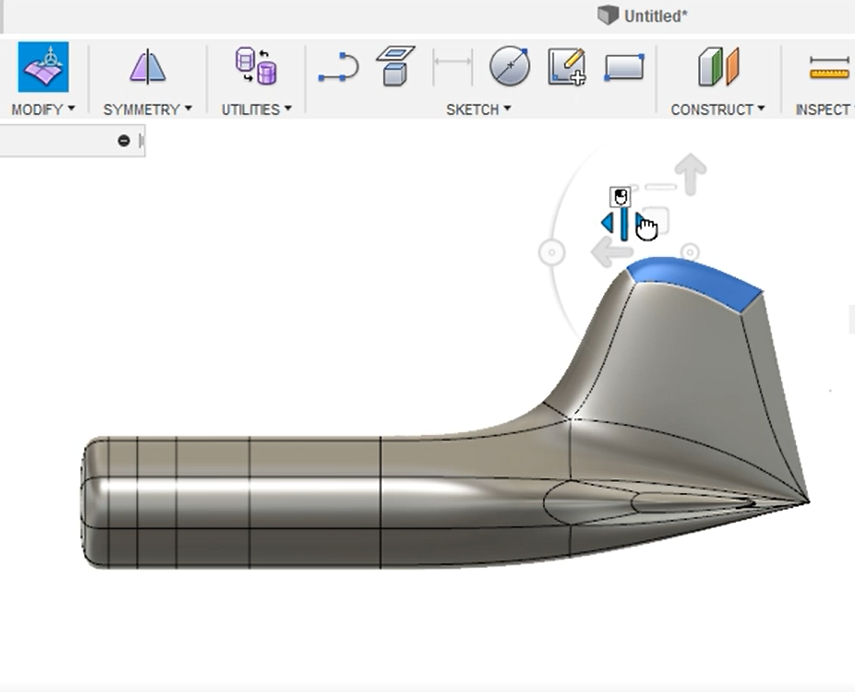 Untitled*
MODIFY ▾ SYMMETRY ▾ UTILITIES ▾ SKETCH ▾ CONSTRUCT ▾ INSPECT